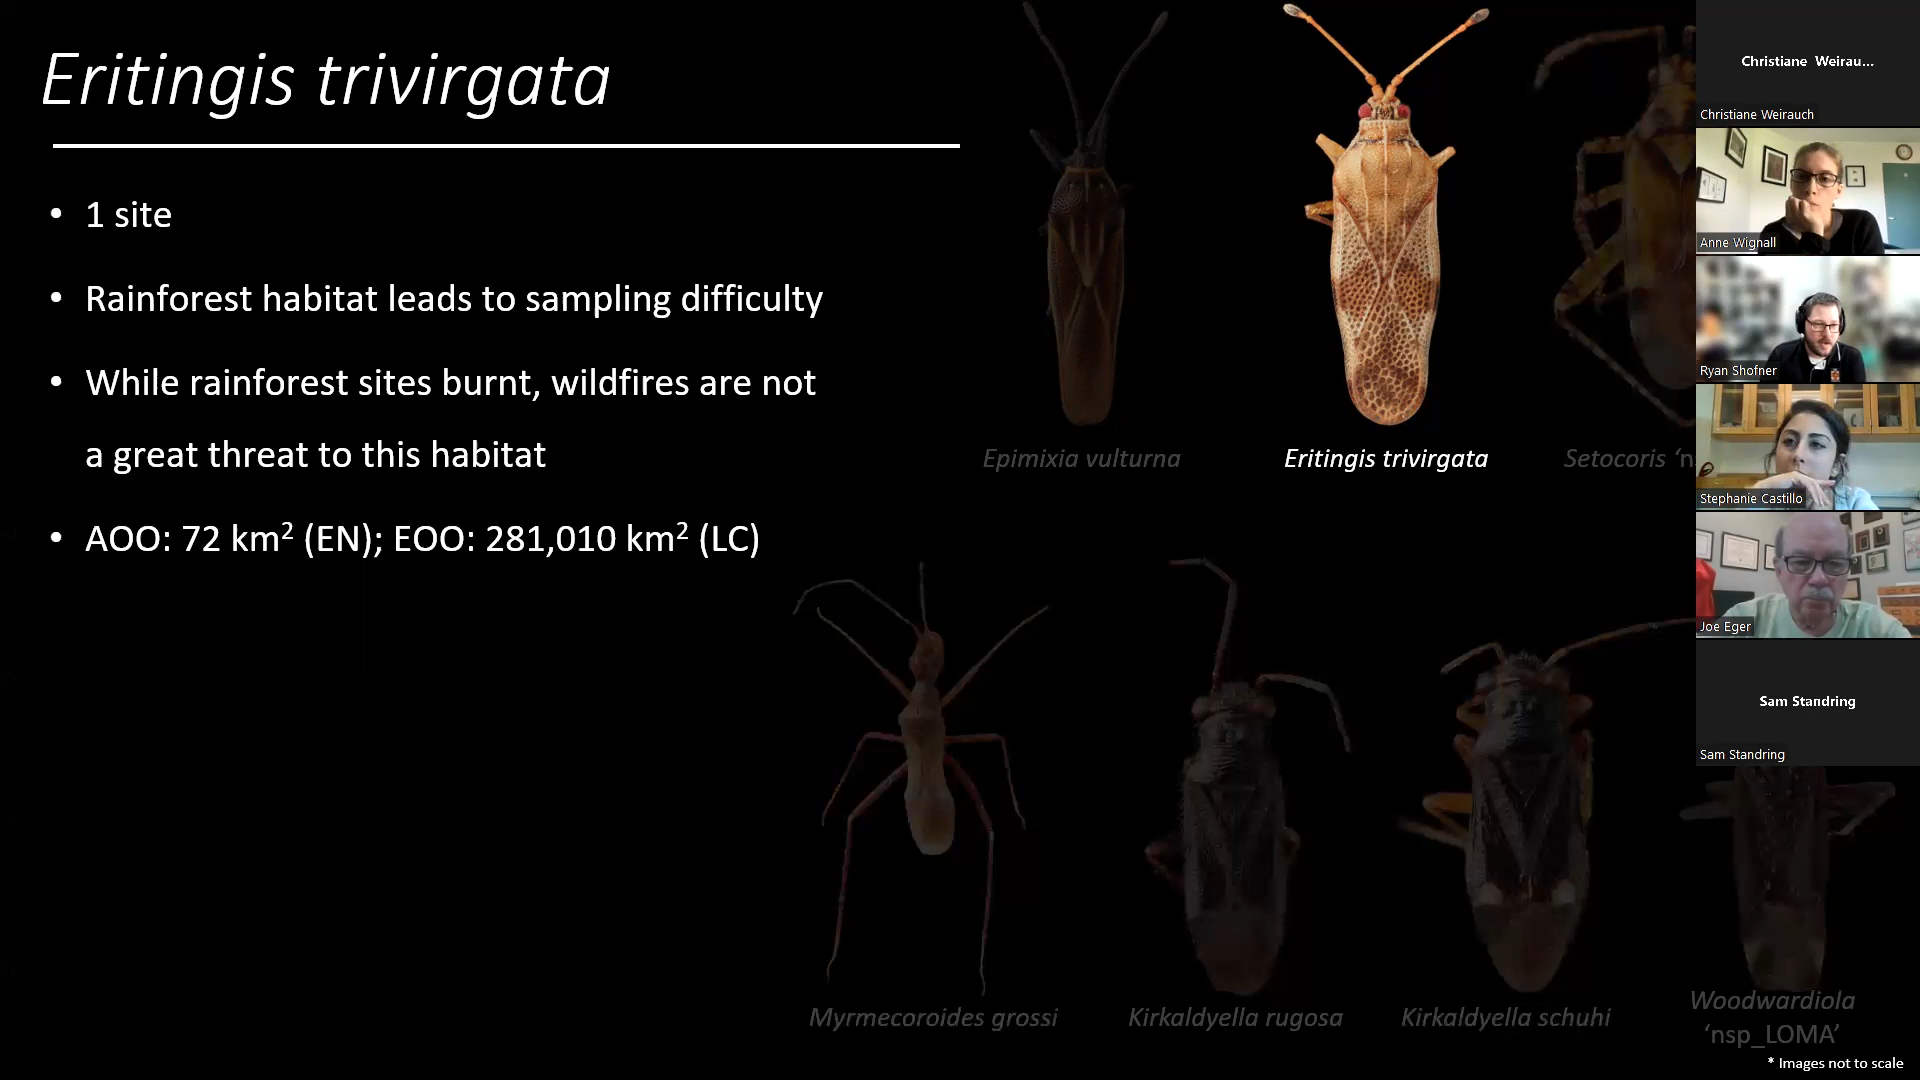 Eritingis trivirgata
• 1 site
• Rainforest habitat leads to sampling difficulty
• While rainforest sites burnt, wildfires are not
a great threat to this habitat
• AOO: 72 km² (EN); EOO: 281,010 km² (LC)
Epimixia vulturna
Eritingis trivirgata
Setocoris ‘n
Myrmecoroides grossi
Kirkaldyella rugosa
Kirkaldyella schuhi
Woodwardiola
‘nsp_LOMA’
* Images not to scale
Christiane Weirau...
Christiane Weirauch
Anne Wignall
Ryan Shofner
Stephanie Castillo
Joe Eger
Sam Standring
Sam Standring